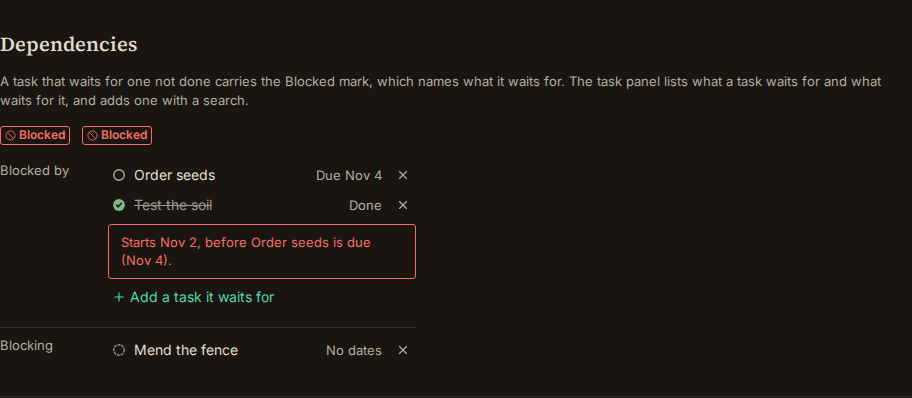 Dependencies
A task that waits for one not done carries the Blocked mark, which names what it waits for. The task panel lists what a task waits for and what
waits for it, and adds one with a search.
Blocked Blocked
Blocked by
Order seeds Due Nov 4
Test the soil Done
Starts Nov 2, before Order seeds is due
(Nov 4).
+ Add a task it waits for
Blocking
Mend the fence No dates